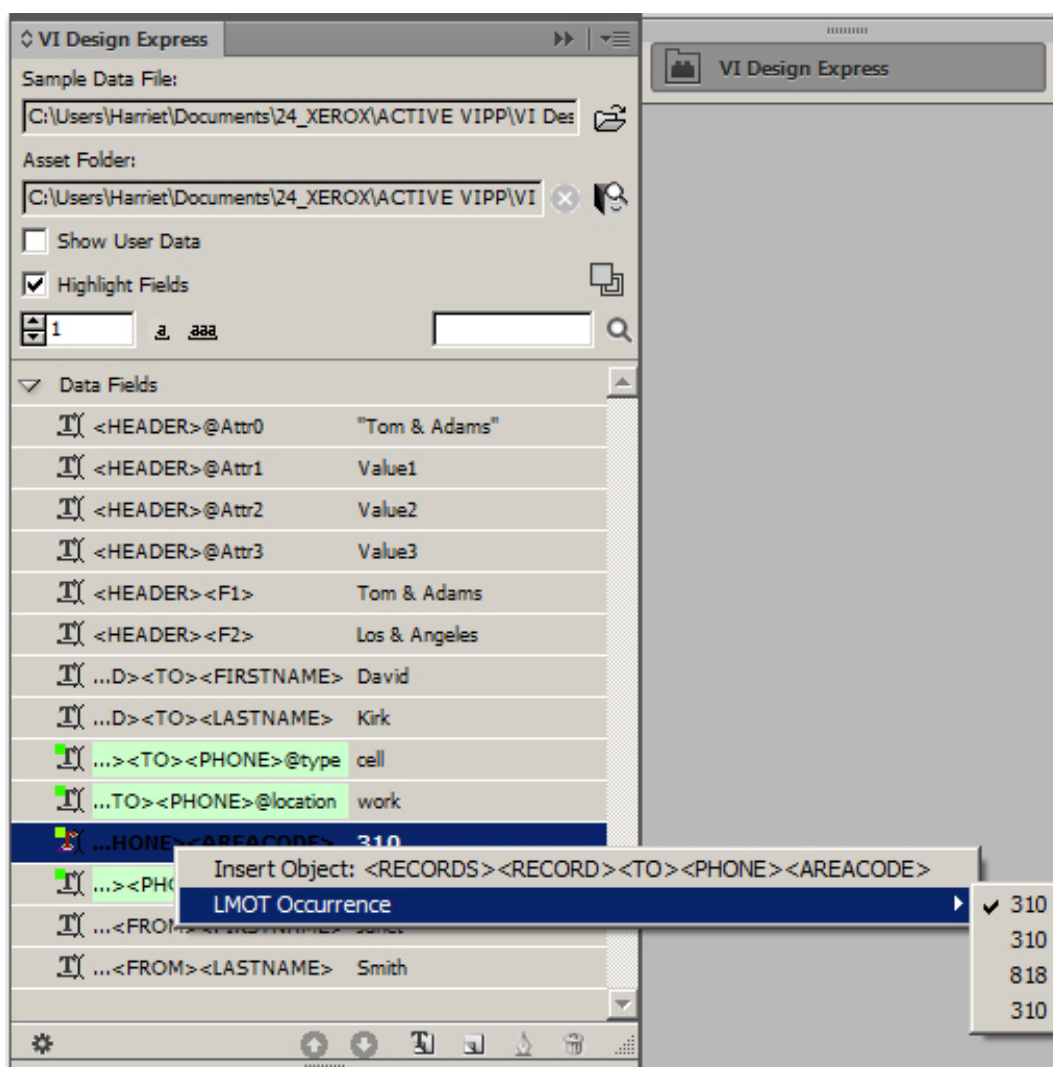 VI Design Express
VI Design Express
Sample Data File:
C:\Users\Harriet\Documents\24_XEROX\ACTIVE VIPP\VI Des
Asset Folder:
C:\Users\Harriet\Documents\24_XEROX\ACTIVE VIPP\VI
Show User Data
Highlight Fields
1 a aaa
Data Fields
<HEADER>@Attr0 "Tom & Adams"
<HEADER>@Attr1 Value1
<HEADER>@Attr2 Value2
<HEADER>@Attr3 Value3
<HEADER><F1> Tom & Adams
<HEADER><F2> Los & Angeles
...D><TO><FIRSTNAME> David
...D><TO><LASTNAME> Kirk
...><TO><PHONE>@type cell
...TO><PHONE>@location work
...HONE><AREACODE> 310
Insert Object: <RECORDS><RECORD><TO><PHONE><AREACODE>
...><PHO
LMOT Occurrence
310
310
818
310
...<FROM><FIRSTNAME>
...<FROM><LASTNAME> Smith